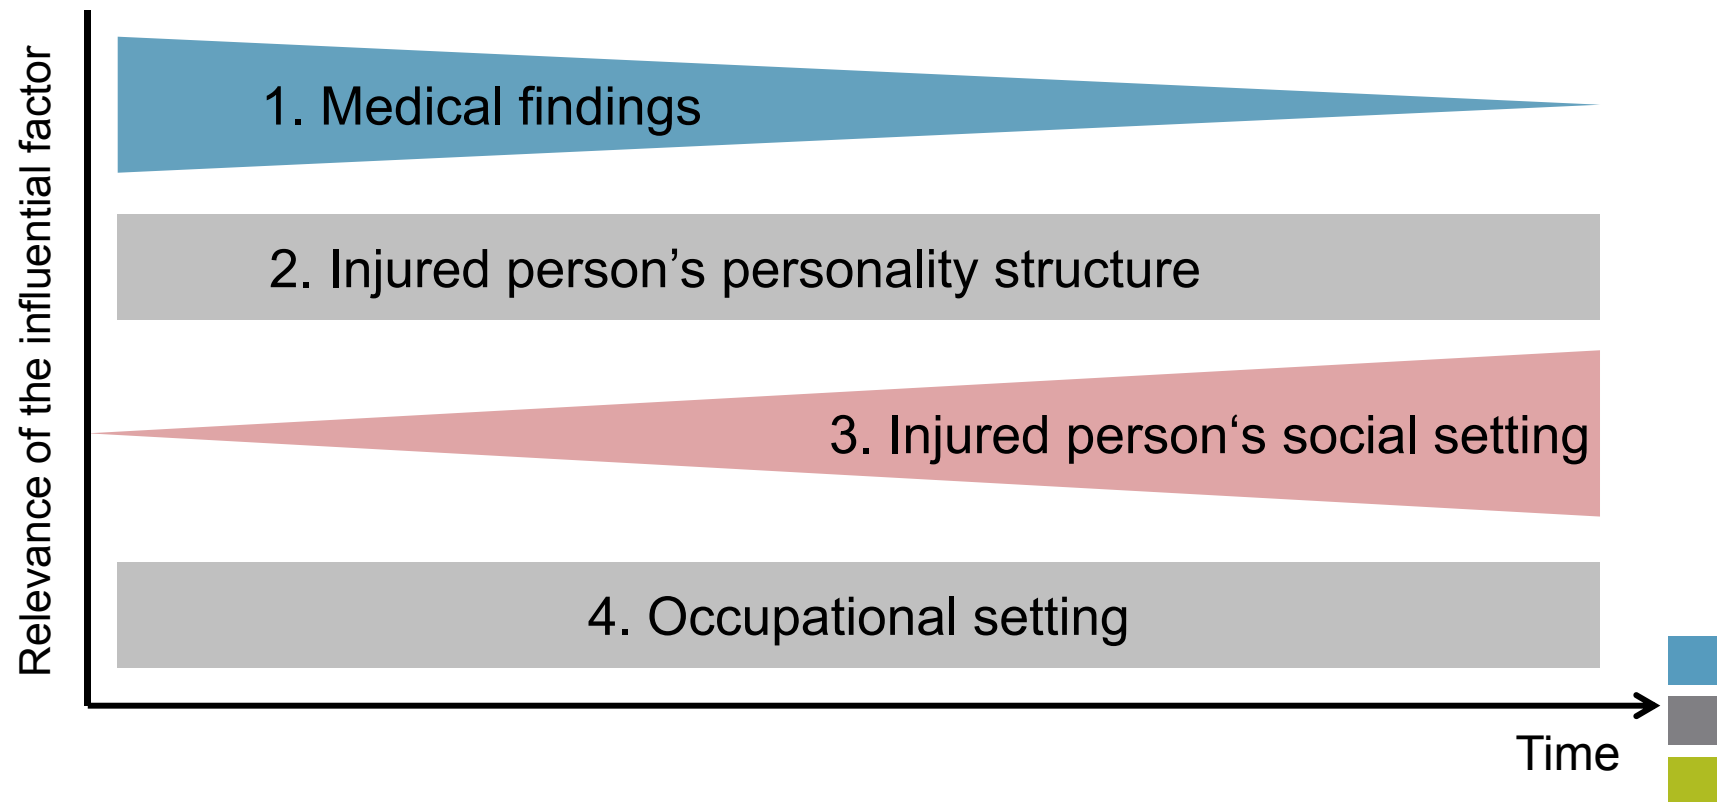 Relevance of the influential factor
1. Medical findings
2. Injured person’s personality structure
3. Injured person‘s social setting
4. Occupational setting
Time